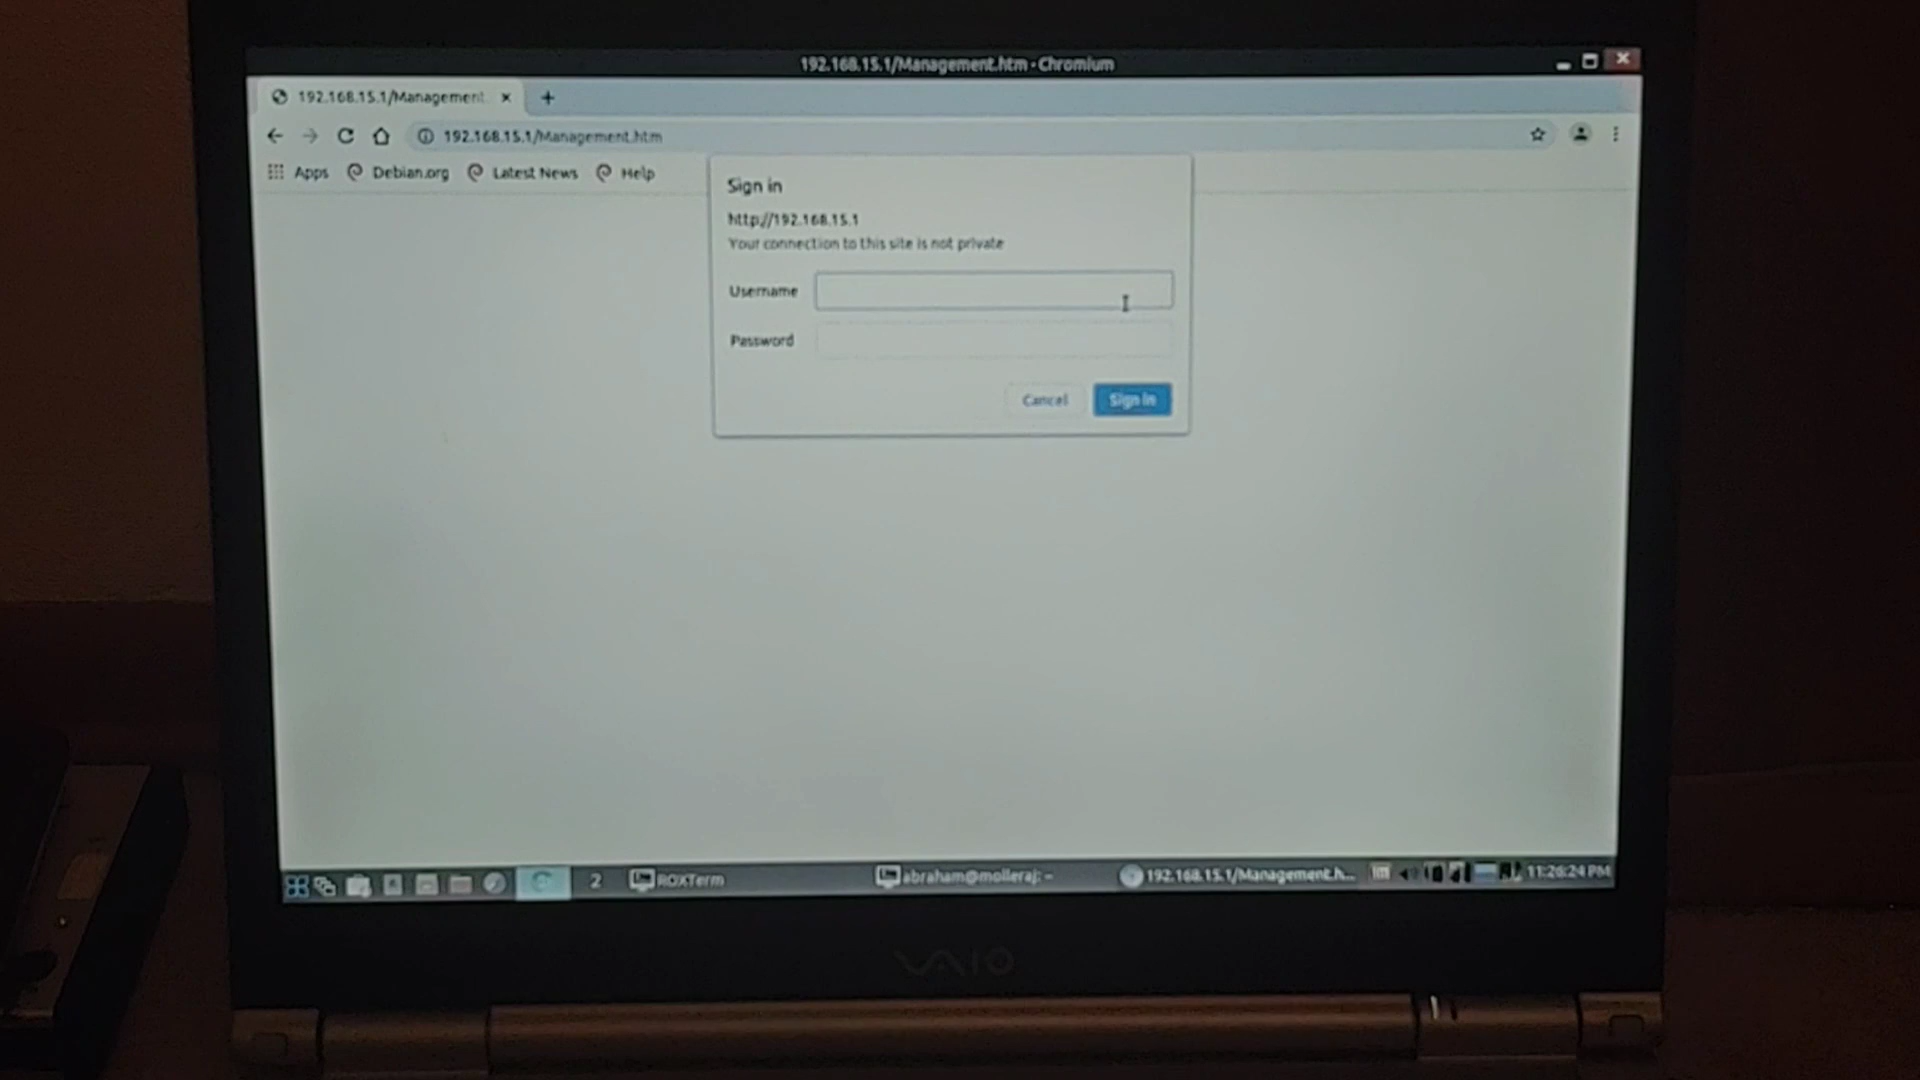 192.168.15.1/Management.htm - Chromium
192.168.15.1/Management
192.168.15.1/Management.htm
Apps Debian.org Latest News Help
Sign in
http://192.168.15.1
Your connection to this site is not private
Username
Password
Cancel Sign in
2 ROXTerm abraham@molleraj: ~ 192.168.15.1/Management.h... 11:26:24 PM
VAIO